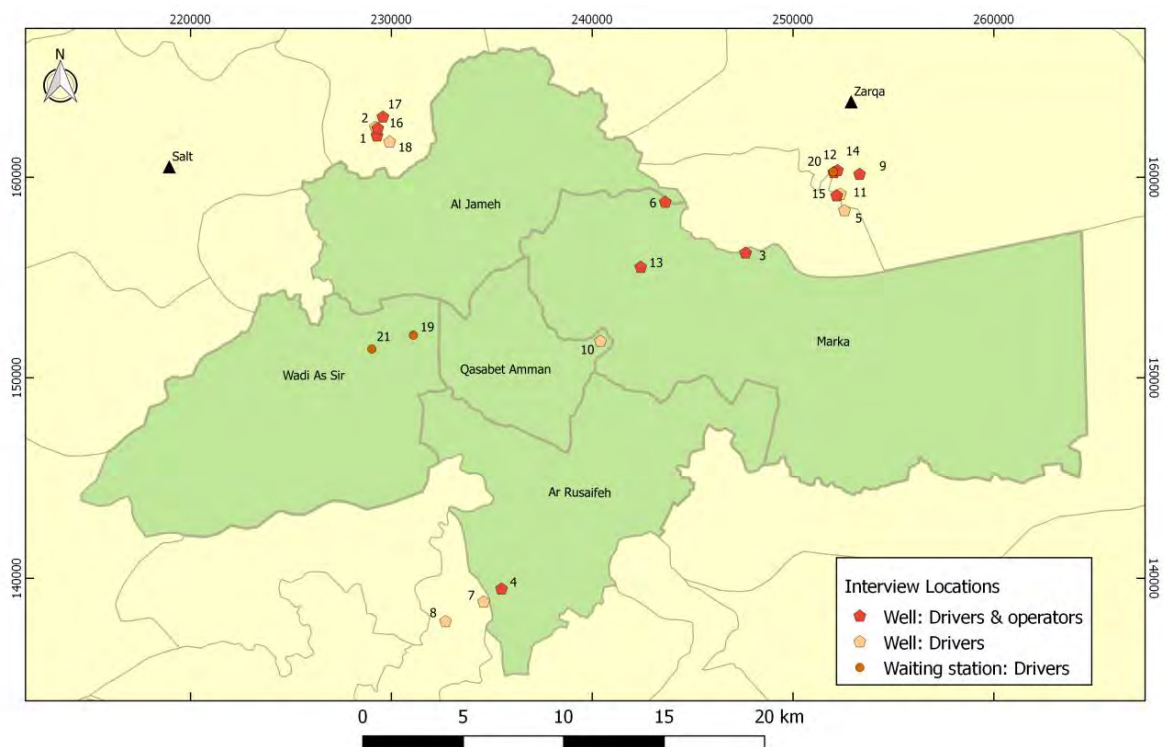 220000
230000
240000
250000
260000
N
Zarqa
Salt
17
2
16
1
18
12
14
20
9
15
11
5
160000
160000
Al Jameh
6
13
3
19
21
10
Marka
Qasabet Amman
Wadi As Sir
150000
150000
Ar Rusaifeh
4
7
8
140000
140000
Interview Locations
Well: Drivers & operators
Well: Drivers
Waiting station: Drivers
0 5 10 15 20 km